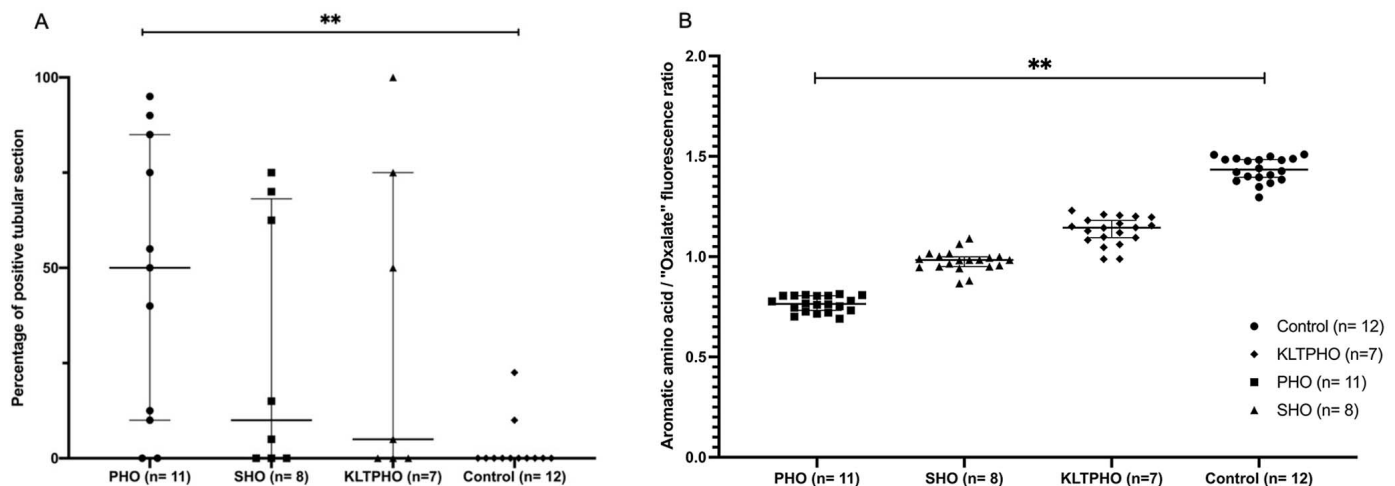 A
**
Percentage of positive tubular section
100
50
0
PHO (n= 11)
SHO (n= 8)
KLTPHO (n=7)
Control (n= 12)
B
**
Aromatic amino acid / "Oxalate" fluorescence ratio
2.0
1.5
1.0
0.5
0.0
Control (n= 12)
KLTPHO (n=7)
PHO (n= 11)
SHO (n= 8)
PHO (n= 11)
SHO (n= 8)
KLTPHO (n=7)
Control (n= 12)